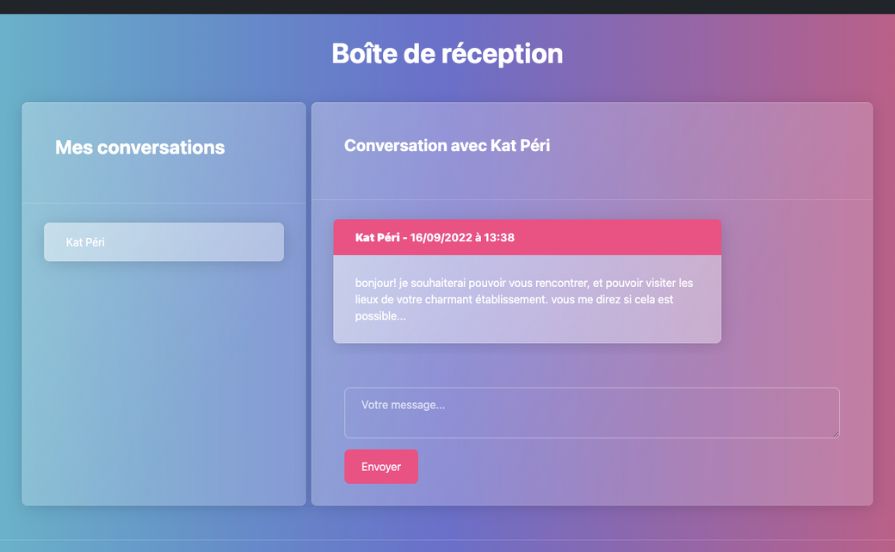 Boîte de réception
Mes conversations
Kat Péri
Conversation avec Kat Péri
Kat Péri - 16/09/2022 à 13:38
bonjour! je souhaiterai pouvoir vous rencontrer, et pouvoir visiter les
lieux de votre charmant établissement. vous me direz si cela est
possible...
Votre message...
Envoyer